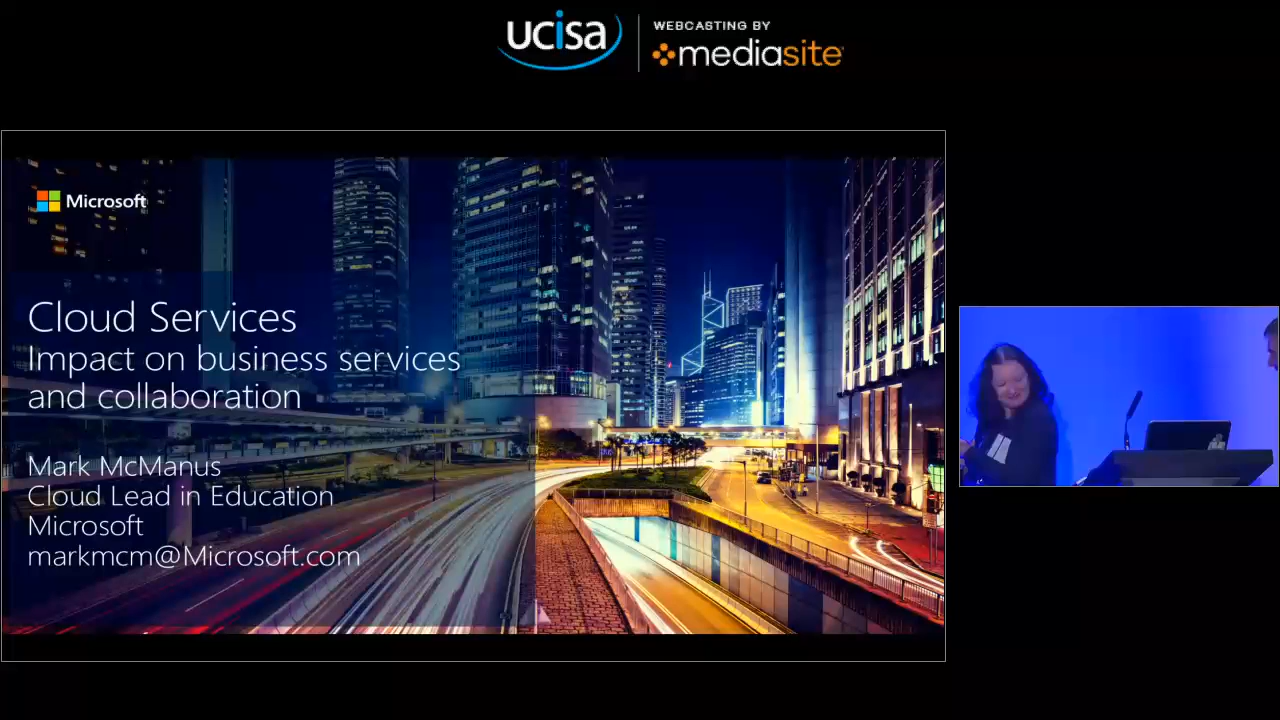 ucisa
WEBCASTING BY
mediasite
Microsoft
Cloud Services
Impact on business services
and collaboration
Mark McManus
Cloud Lead in Education
Microsoft
markmcm@Microsoft.com